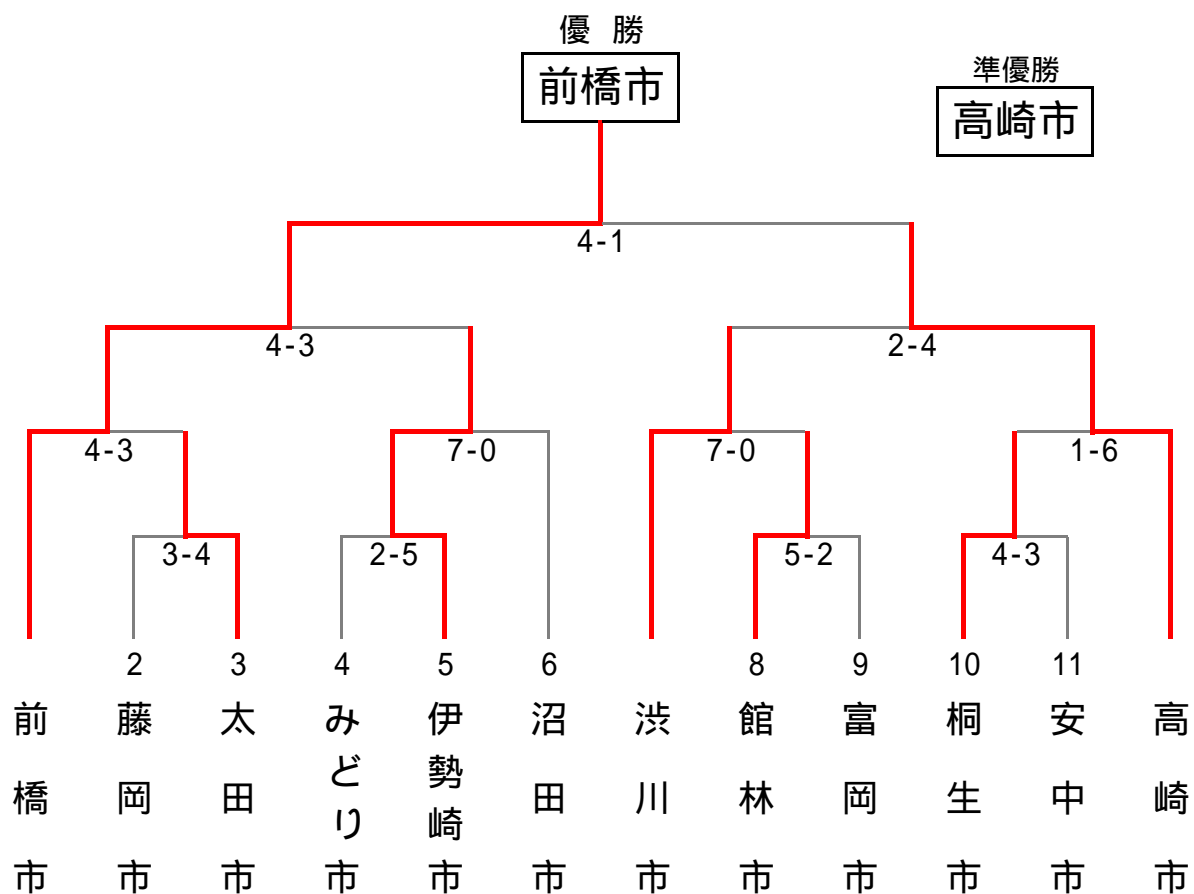 優勝
前橋市
準優勝
高崎市
4-1
4-3
2-4
4-3
7-0
7-0
1-6
3-4
2-5
5-2
4-3
2
3
4
5
6
8
9
10
11
前橋市
藤岡市
太田市
みどり市
伊勢崎市
沼田市
渋川市
館林市
富岡市
桐生市
安中市
高崎市